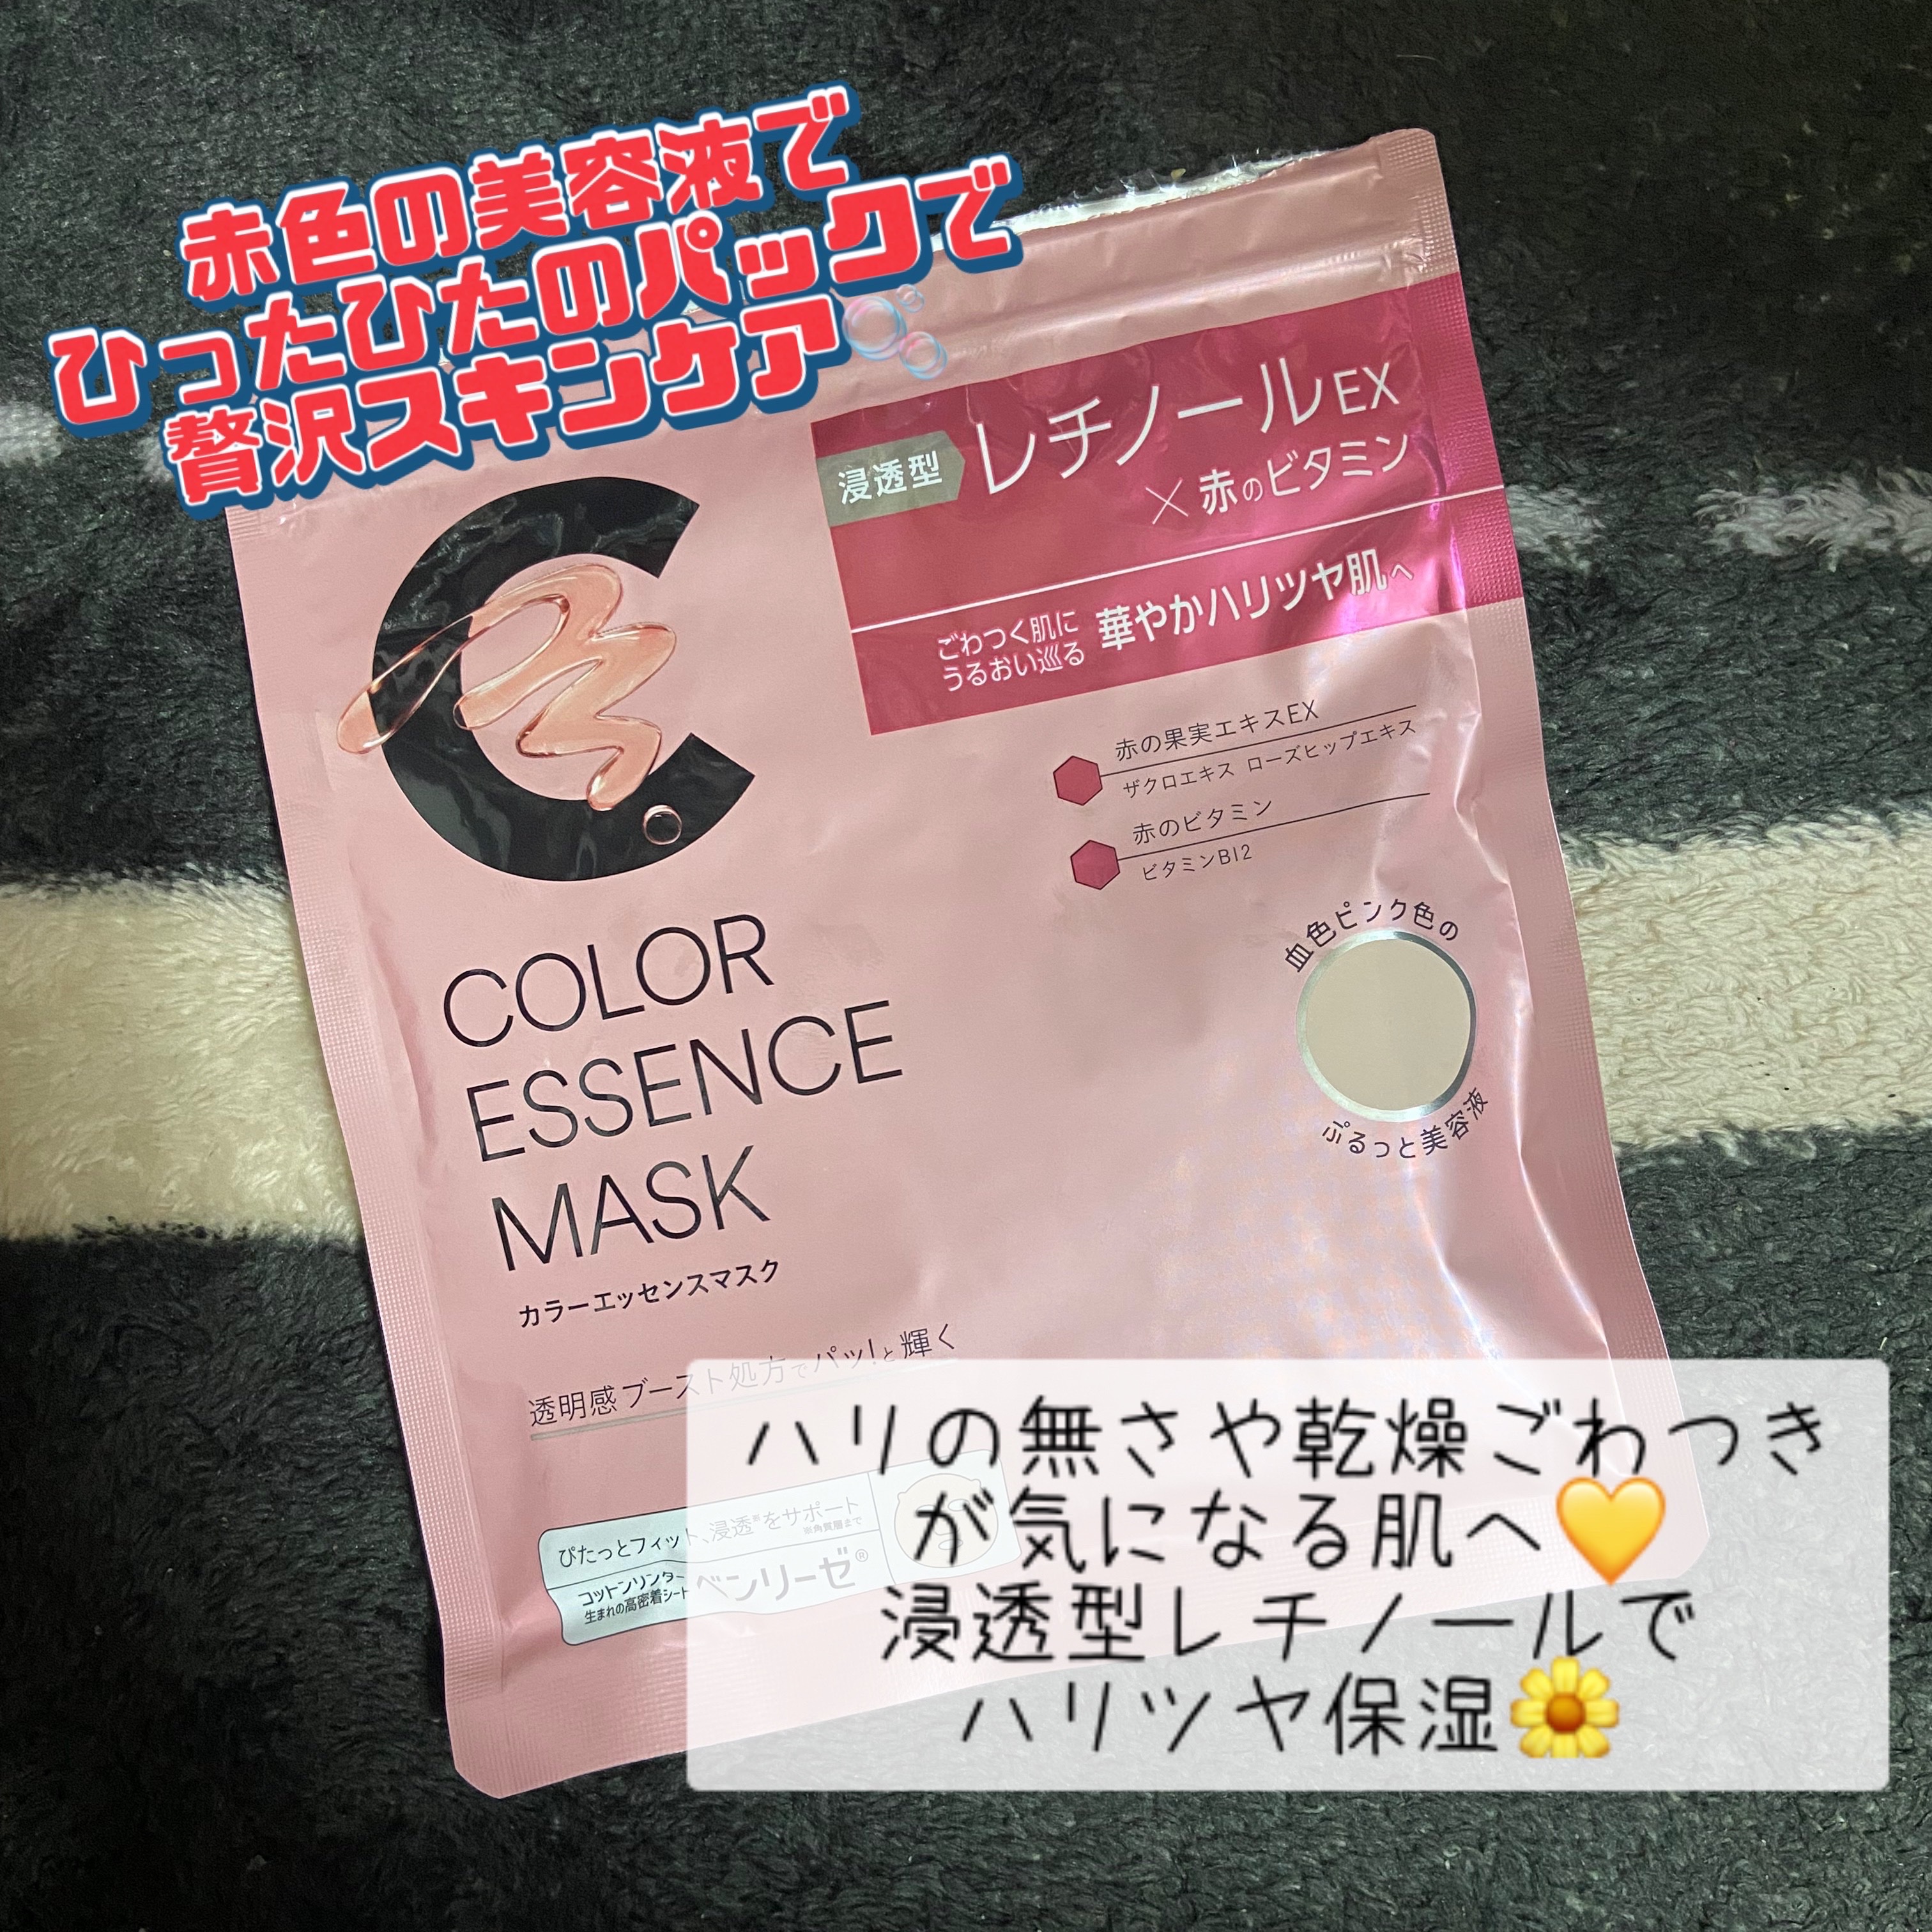 赤色の美容液で
ひったひたのパックで
贅沢スキンケア
浸透型
レチノールEX
×赤のビタミン
ごわつく肌に
うるおい巡る
華やかハリツヤ肌へ
赤の果実エキスEX
ザクロエキス ローズヒップエキス
赤のビタミン
ビタミンB12
血色ピンク色の
ぷるっと美容液
C
COLOR
ESSENCE
MASK
カラーエッセンスマスク
透明感ブースト処方でパッ!と輝く
ぴたっとフィット、浸透※をサポート
※角質層まで
コットンリンター
生まれの高密着シート
ベンリーゼ®
ハリの無さや乾燥ごわつき
が気になる肌へ💛
浸透型レチノールで
ハリツヤ保湿🌼